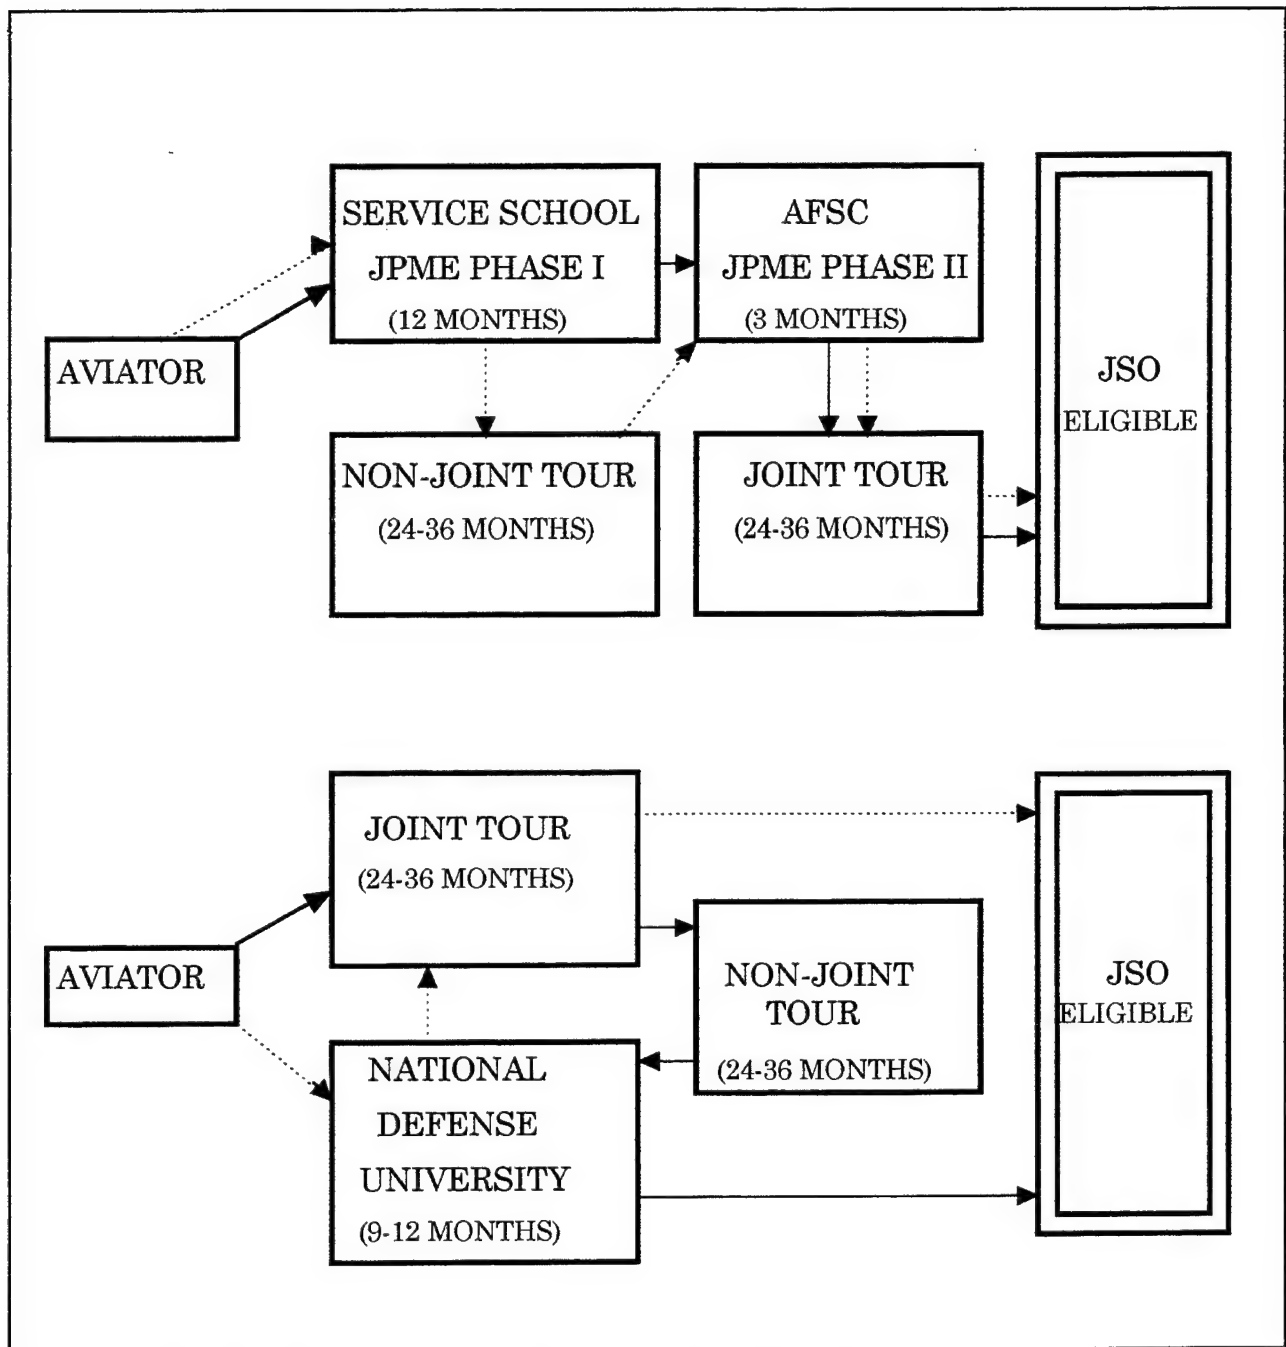 AVIATOR
SERVICE SCHOOL
JPME PHASE I
(12 MONTHS)
AFSC
JPME PHASE II
(3 MONTHS)
NON-JOINT TOUR
(24-36 MONTHS)
JOINT TOUR
(24-36 MONTHS)
JSO
ELIGIBLE
AVIATOR
JOINT TOUR
(24-36 MONTHS)
NON-JOINT
TOUR
(24-36 MONTHS)
NATIONAL
DEFENSE
UNIVERSITY
(9-12 MONTHS)
JSO
ELIGIBLE